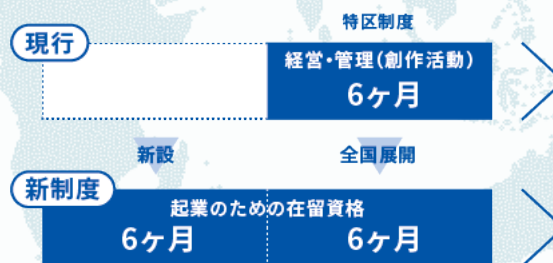 特区制度
現行
経営・管理(創作活動)
6ヶ月
新設
全国展開
新制度
起業のための在留資格
6ヶ月
6ヶ月